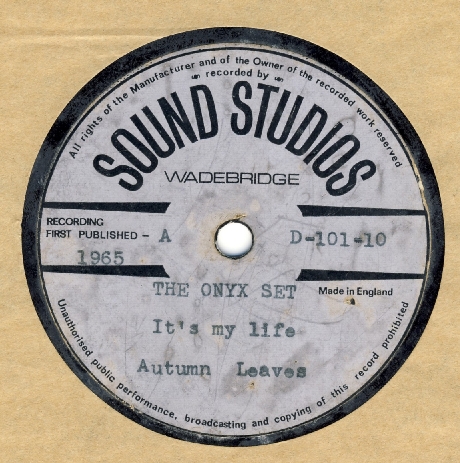 All rights of the Manufacturer and of the Owner of the recorded work reserved
recorded by
SOUND STUDIOS
WADEBRIDGE
RECORDING
FIRST PUBLISHED - A D-101-10
1965
THE ONYX SET Made in England
It's my life
Autumn Leaves
Unauthorised public performance, broadcasting and copying of this record prohibited